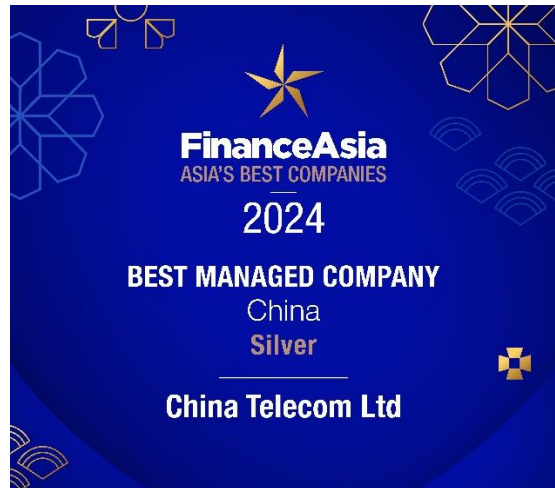 FinanceAsia
ASIA'S BEST COMPANIES
2024
BEST MANAGED COMPANY
China
Silver
China Telecom Ltd